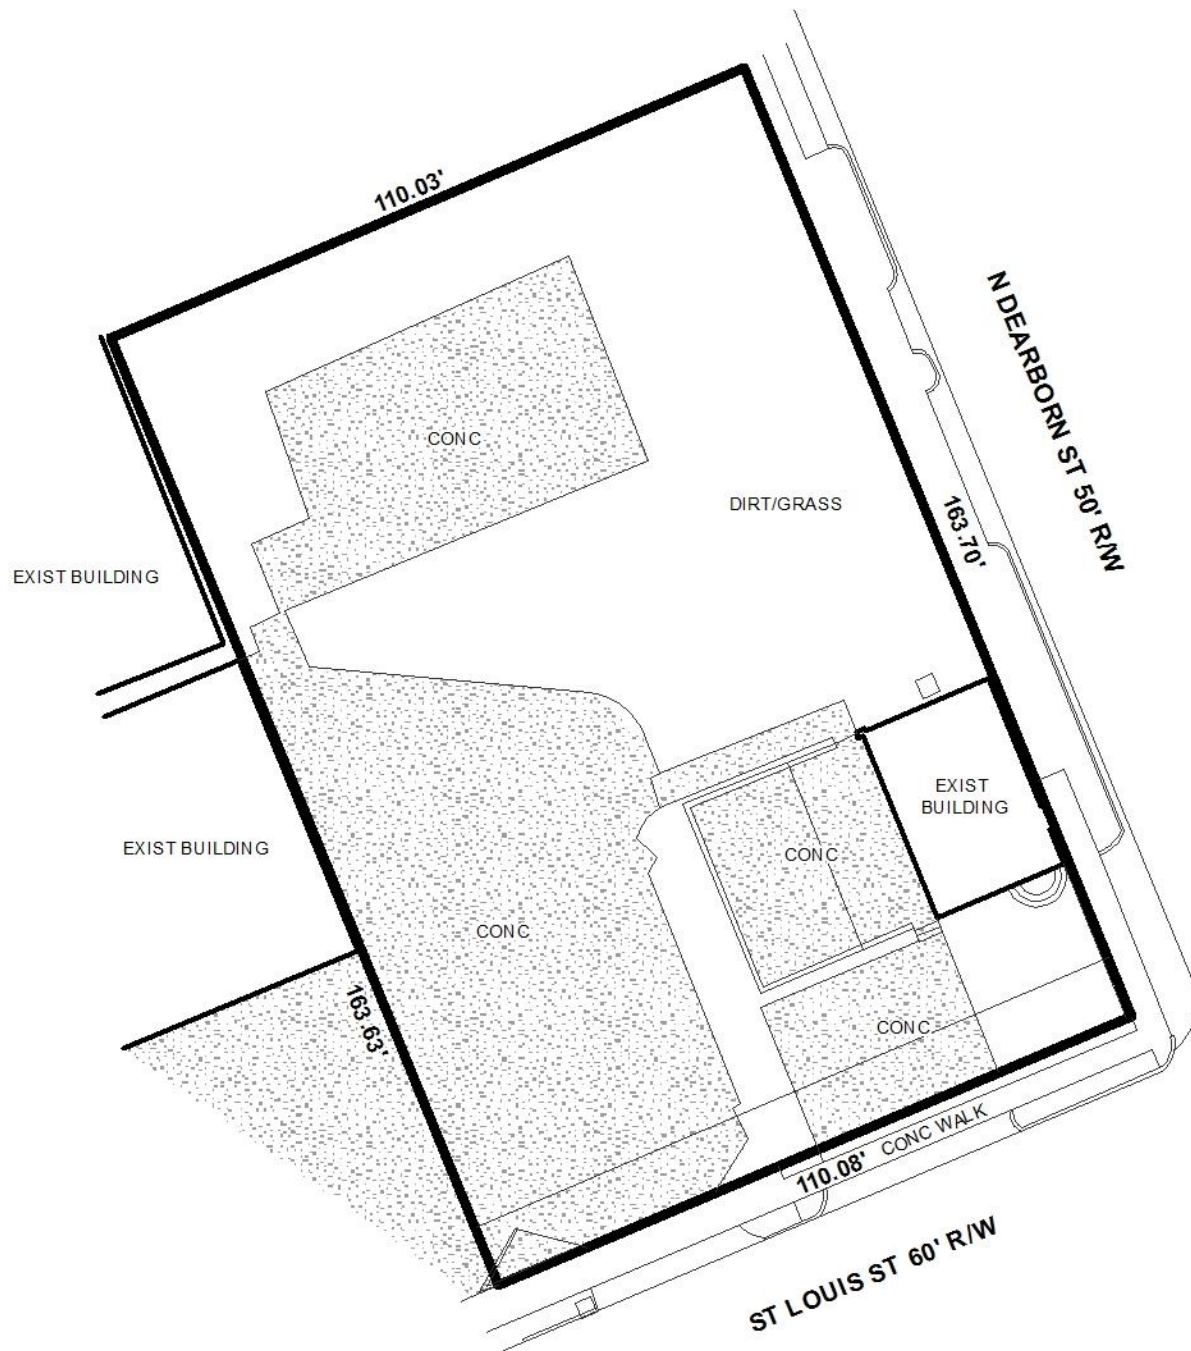 110.03'
N DEARBORN ST 50' R/W
CONC
DIRT/GRASS
163.70'
EXIST BUILDING
EXIST
BUILDING
EXIST BUILDING
CONC
CONC
163.63'
CONC
CONC WALK
110.08'
ST LOUIS ST 60' R/W